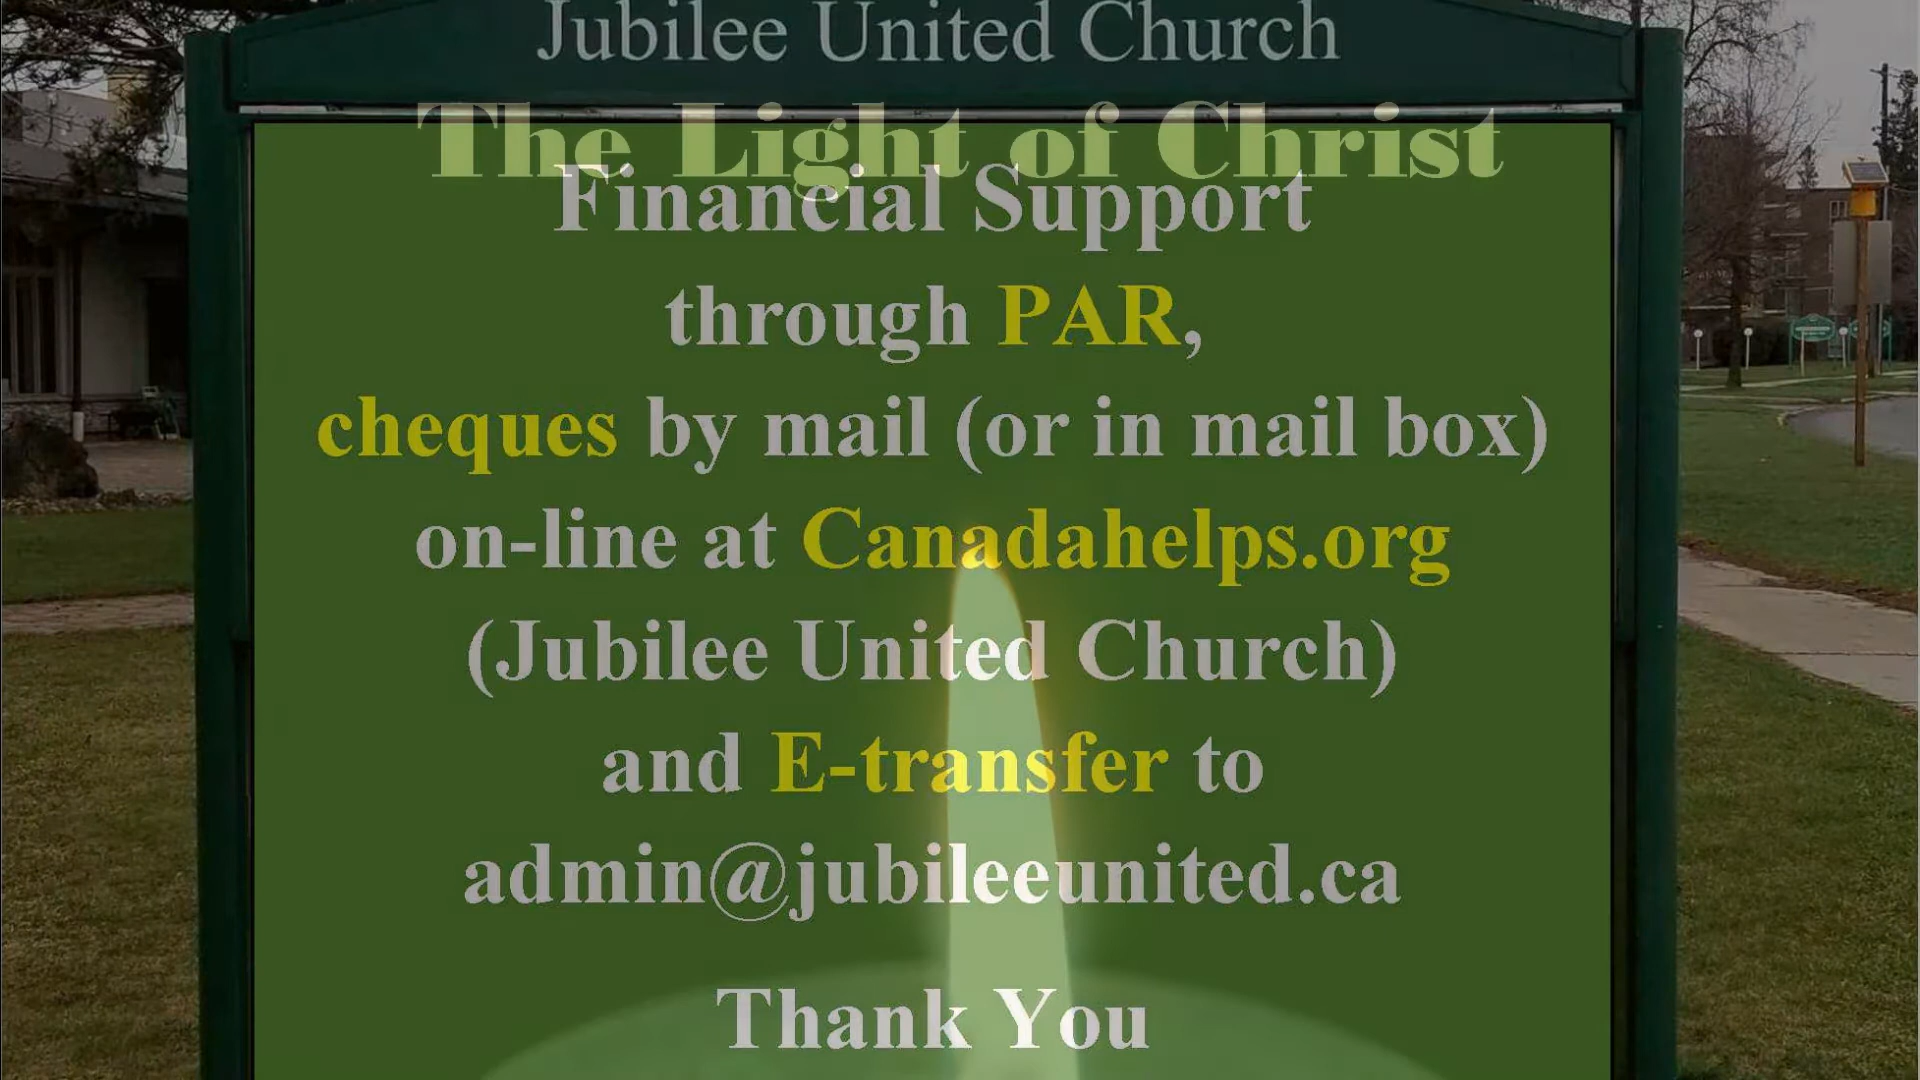 Jubilee United Church
The Light of Christ
Financial Support
through PAR,
cheques by mail (or in mail box)
on-line at Canadahelps.org
(Jubilee United Church)
and E-transfer to
admin@jubileeunited.ca
Thank You